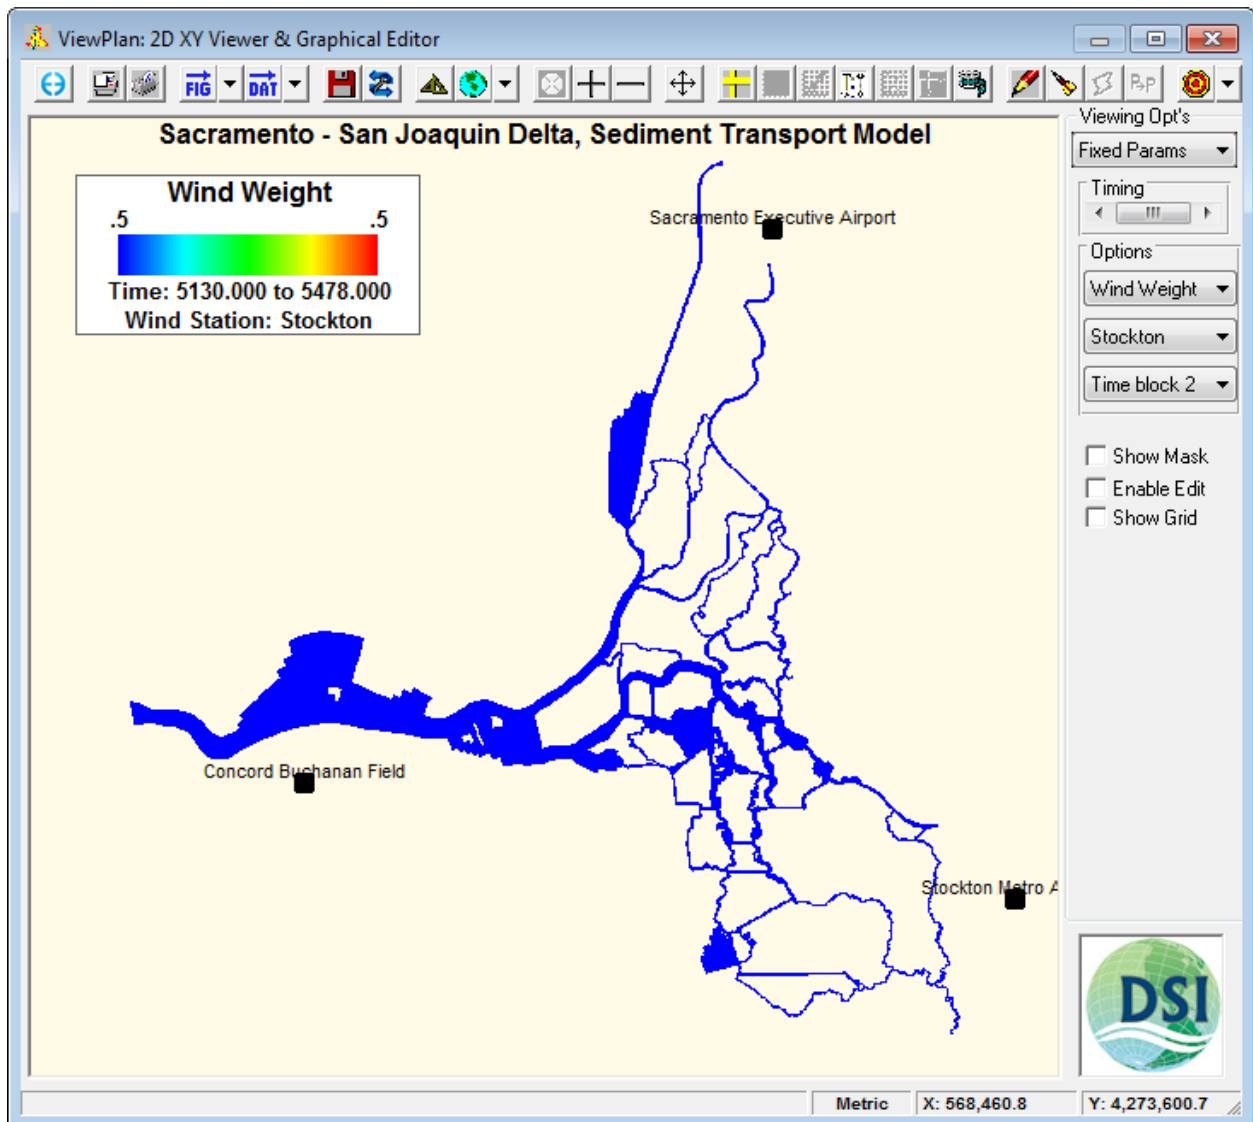 ViewPlan: 2D XY Viewer & Graphical Editor
FIG
DAT
P>P
Viewing Opt's
Fixed Params
Timing
Options
Wind Weight
Stockton
Time block 2
Show Mask
Enable Edit
Show Grid
Sacramento - San Joaquin Delta, Sediment Transport Model
Wind Weight
.5 .5
Time: 5130.000 to 5478.000
Wind Station: Stockton
Sacramento Executive Airport
Concord Buchanan Field
Stockton Metro A
DSI
Metric
X: 568,460.8
Y: 4,273,600.7